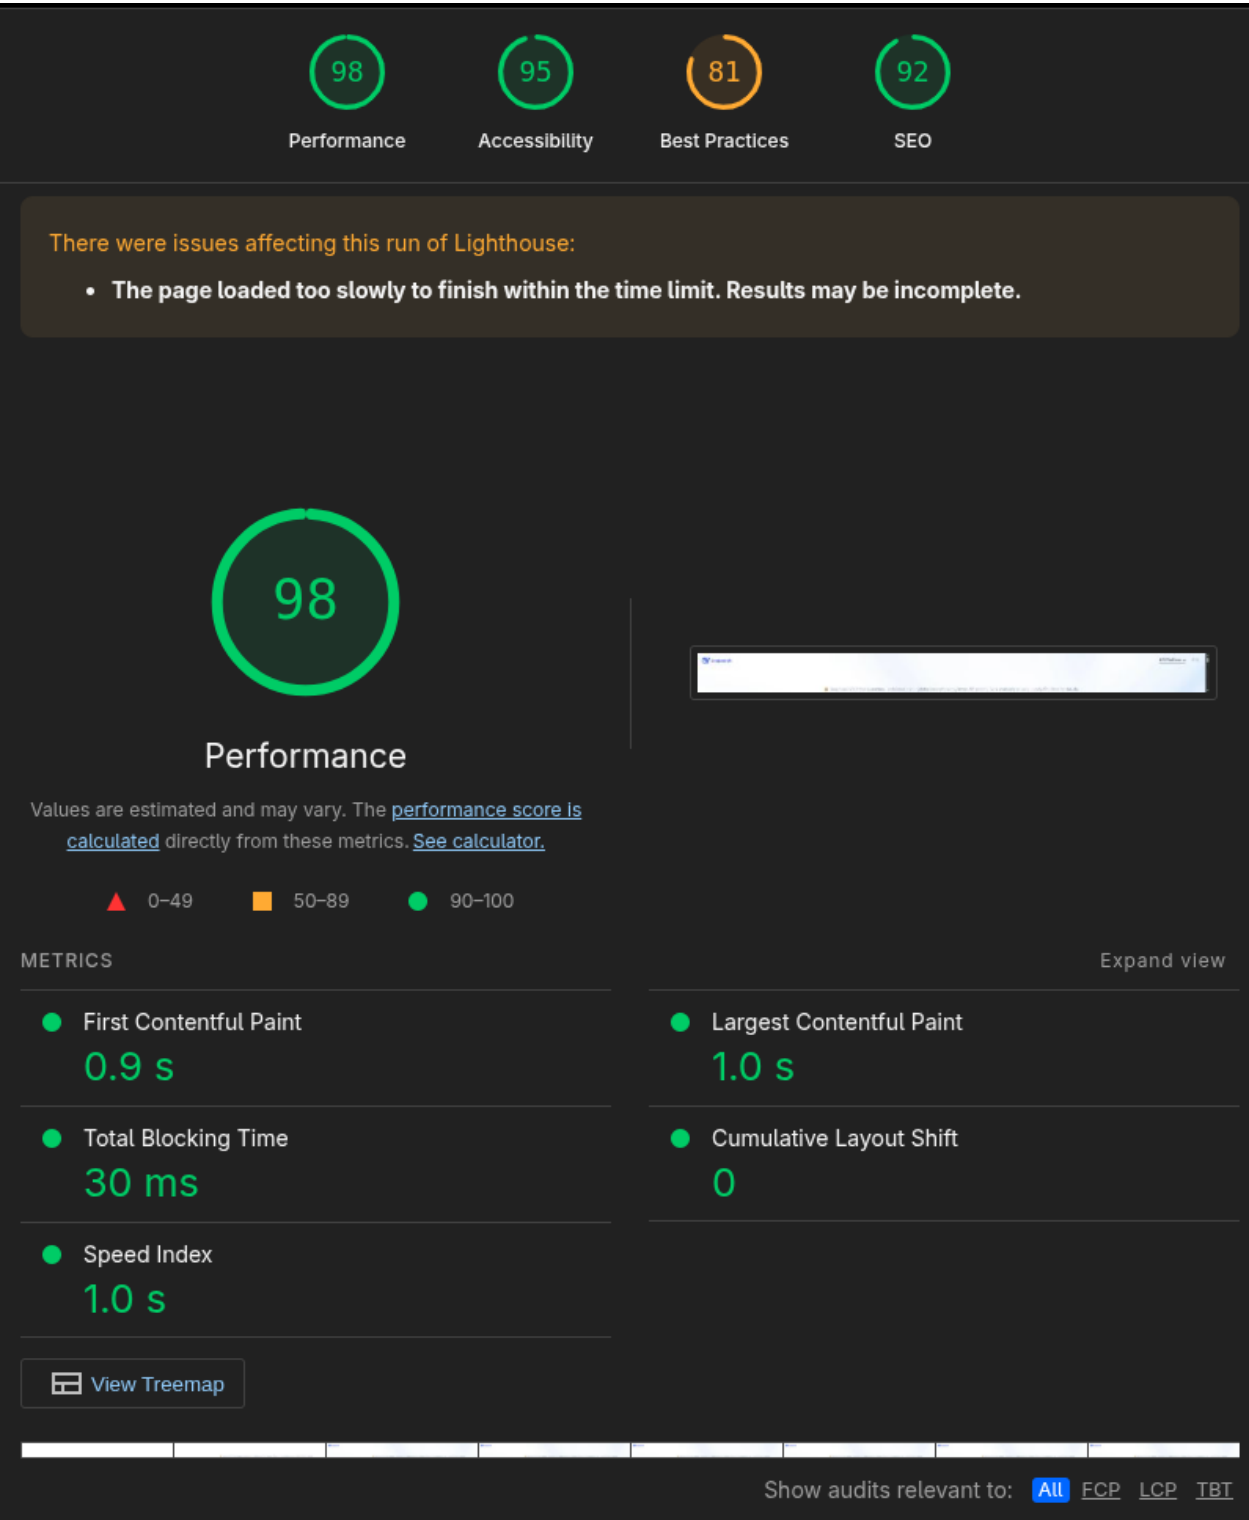 98
95
81
92
Performance
Accessibility
Best Practices
SEO
There were issues affecting this run of Lighthouse:
• The page loaded too slowly to finish within the time limit. Results may be incomplete.
98
Performance
Values are estimated and may vary. The performance score is
calculated directly from these metrics. See calculator.
0–49
50–89
90–100
METRICS
Expand view
First Contentful Paint
0.9 s
Largest Contentful Paint
1.0 s
Total Blocking Time
30 ms
Cumulative Layout Shift
0
Speed Index
1.0 s
View Treemap
Show audits relevant to: All FCP LCP TBT